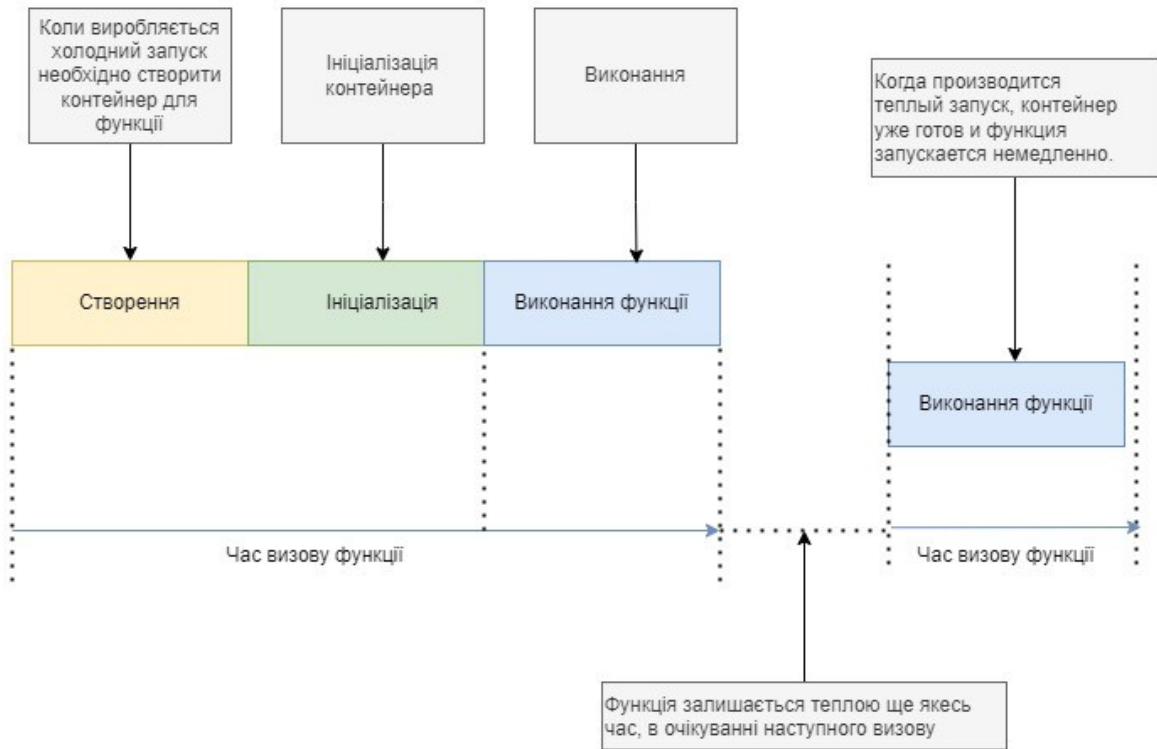 Коли виробляється
холодний запуск
необхідно створити
контейнер для
функції
Ініціалізація
контейнера
Виконання
Когда производится
теплый запуск, контейнер
уже готов и функция
запускается немедленно.
Створення
Ініціалізація
Виконання функції
Виконання функції
Час визову функції
Час визову функції
Функція залишається теплою ще якесь
час, в очікуванні наступного визову